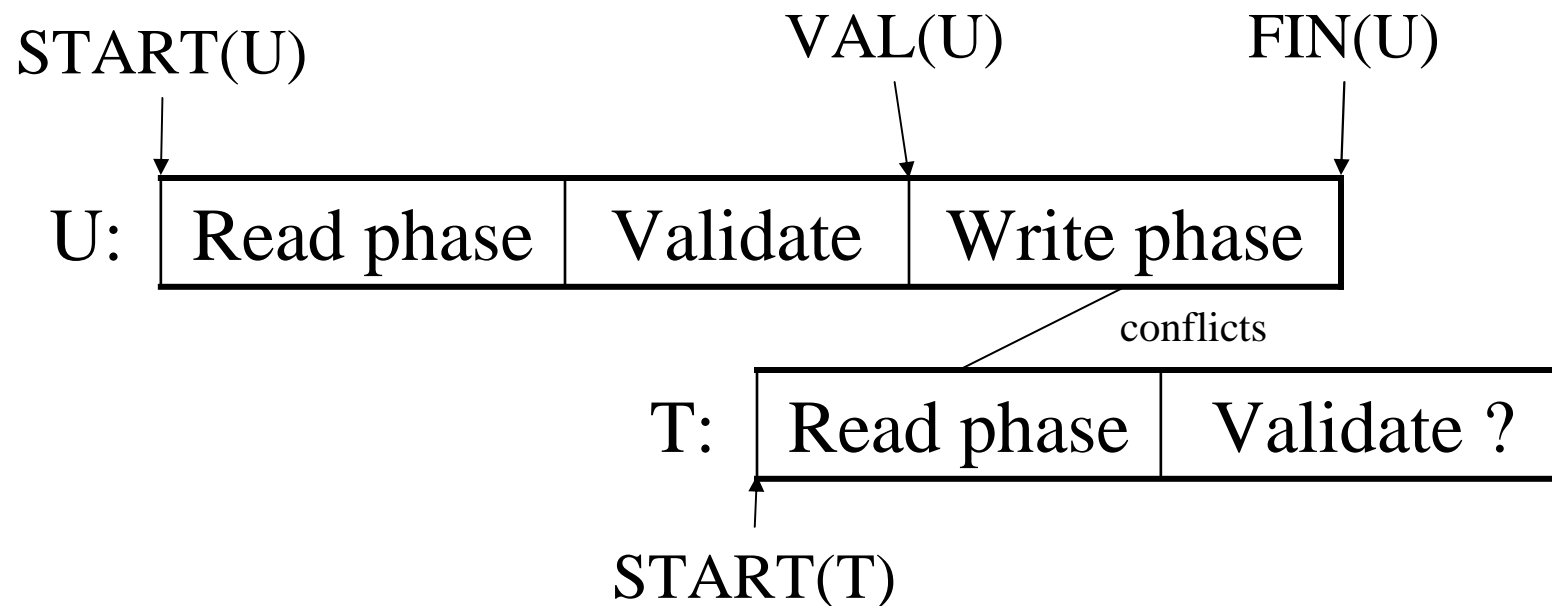 START(U) VAL(U) FIN(U)
U: Read phase Validate Write phase
conflicts
T: Read phase Validate ?
START(T)